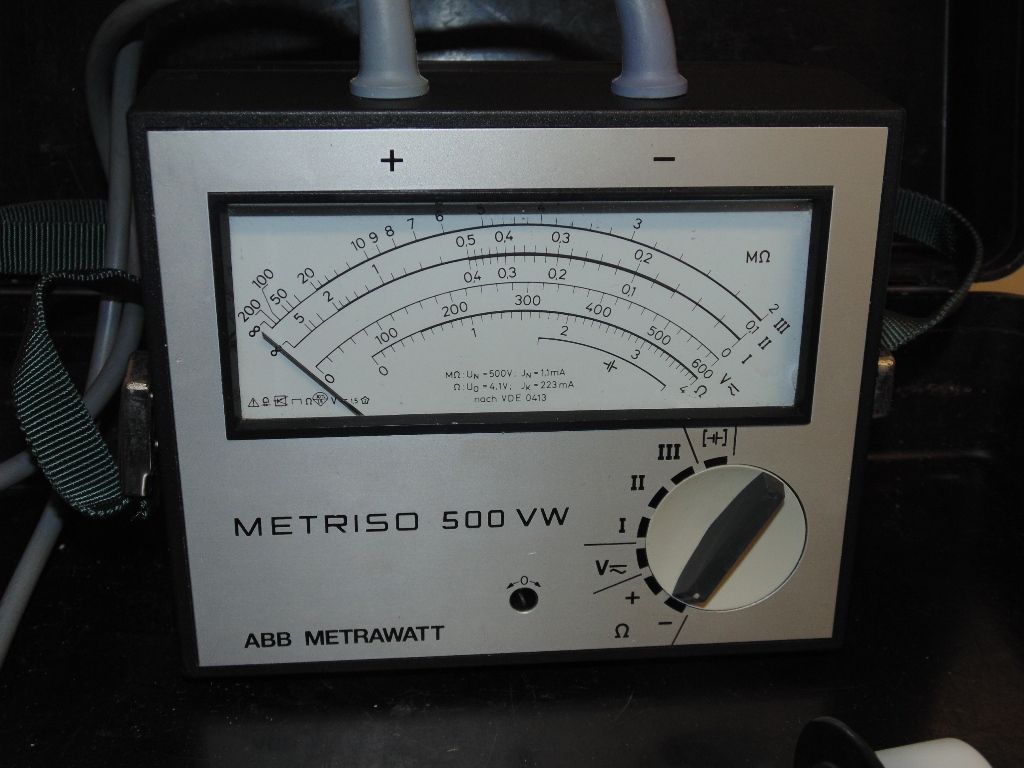 + −
200 100 50 20 10 9 8 7 6 5 4 3 2 III
∞ 5 2 1 0,5 0,4 0,3 0,2 0,1 II
∞ 0,4 0,3 0,2 0,1 0 I
0 100 200 300 400 500 600 V
0 1 2 3 4 Ω
MΩ
MΩ: UN =500V; JN =1,1mA
Ω: U0 = 4,1V; JK = 223mA
nach VDE 0413
[⊣⊢]
III
II
I
V≂
+
Ω −
METRISO 500 VW
0
ABB METRAWATT